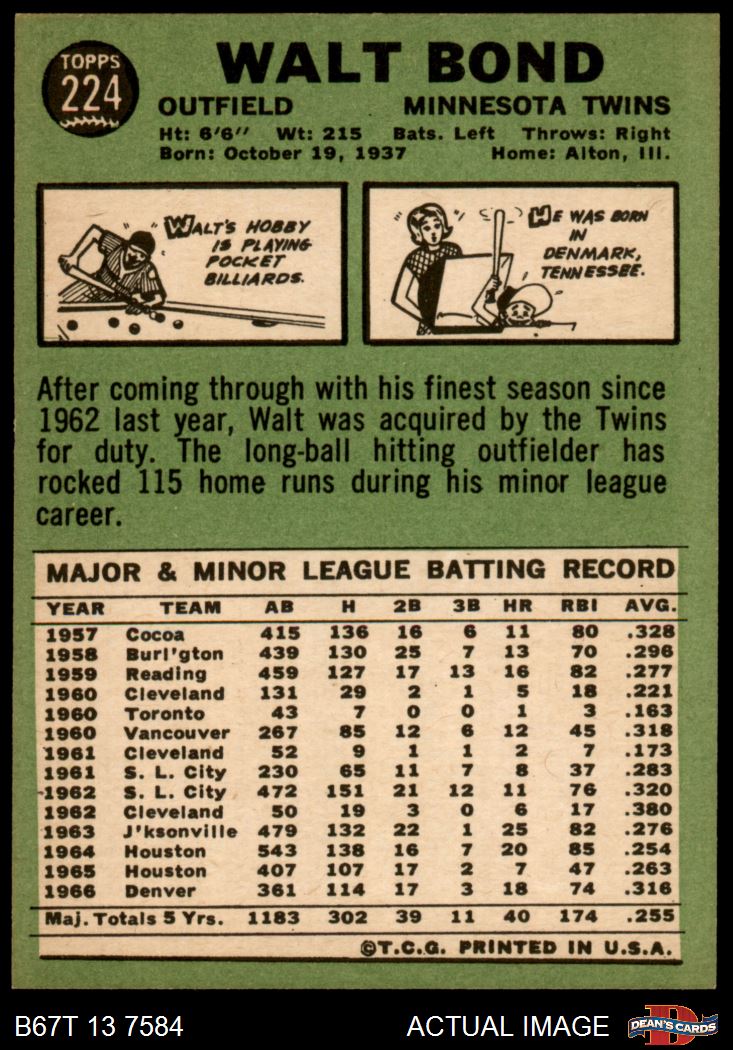 TOPPS
224
WALT BOND
OUTFIELD MINNESOTA TWINS
Ht: 6'6" Wt: 215 Bats. Left Throws: Right
Born: October 19, 1937 Home: Alton, Ill.
WALT'S HOBBY
IS PLAYING
POCKET
BILLIARDS.
HE WAS BORN
IN
DENMARK,
TENNESSEE.
After coming through with his finest season since
1962 last year, Walt was acquired by the Twins
for duty. The long-ball hitting outfielder has
rocked 115 home runs during his minor league
career.
MAJOR & MINOR LEAGUE BATTING RECORD
YEAR TEAM AB H 2B 3B HR RBI AVG.
1957 Cocoa 415 136 16 6 11 80 .328
1958 Burl'gton 439 130 25 7 13 70 .296
1959 Reading 459 127 17 13 16 82 .277
1960 Cleveland 131 29 2 1 5 18 .221
1960 Toronto 43 7 0 0 1 3 .163
1960 Vancouver 267 85 12 6 12 45 .318
1961 Cleveland 52 9 1 1 2 7 .173
1961 S. L. City 230 65 11 7 8 37 .283
1962 S. L. City 472 151 21 12 11 76 .320
1962 Cleveland 50 19 3 0 6 17 .380
1963 J'ksonville 479 132 22 1 25 82 .276
1964 Houston 543 138 16 7 20 85 .254
1965 Houston 407 107 17 2 7 47 .263
1966 Denver 361 114 17 3 18 74 .316
Maj. Totals 5 Yrs. 1183 302 39 11 40 174 .255
©T.C.G. PRINTED IN U.S.A.
B67T 13 7584 ACTUAL IMAGE
D
DEAN'S CARDS